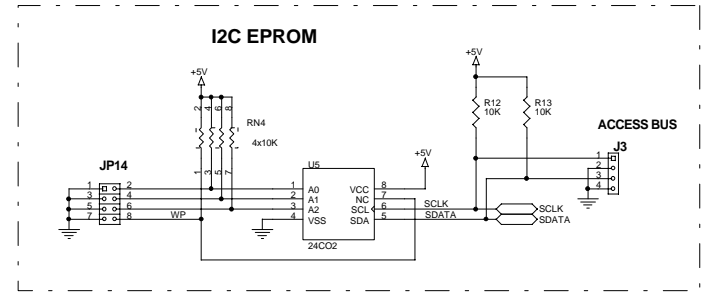 I2C EPROM
+5V
+5V
2 4 6 8
RN4
4x10K
1 3 5 7
R12
10K
R13
10K
ACCESS BUS
J3
1
2
3
4
JP14
1 2
3 4
5 6
7 8
WP
U5
+5V
1 A0 VCC 8
2 A1 NC 7
3 A2 SCL 6
4 VSS SDA 5
24CO2
SCLK
SDATA
SCLK
SDATA